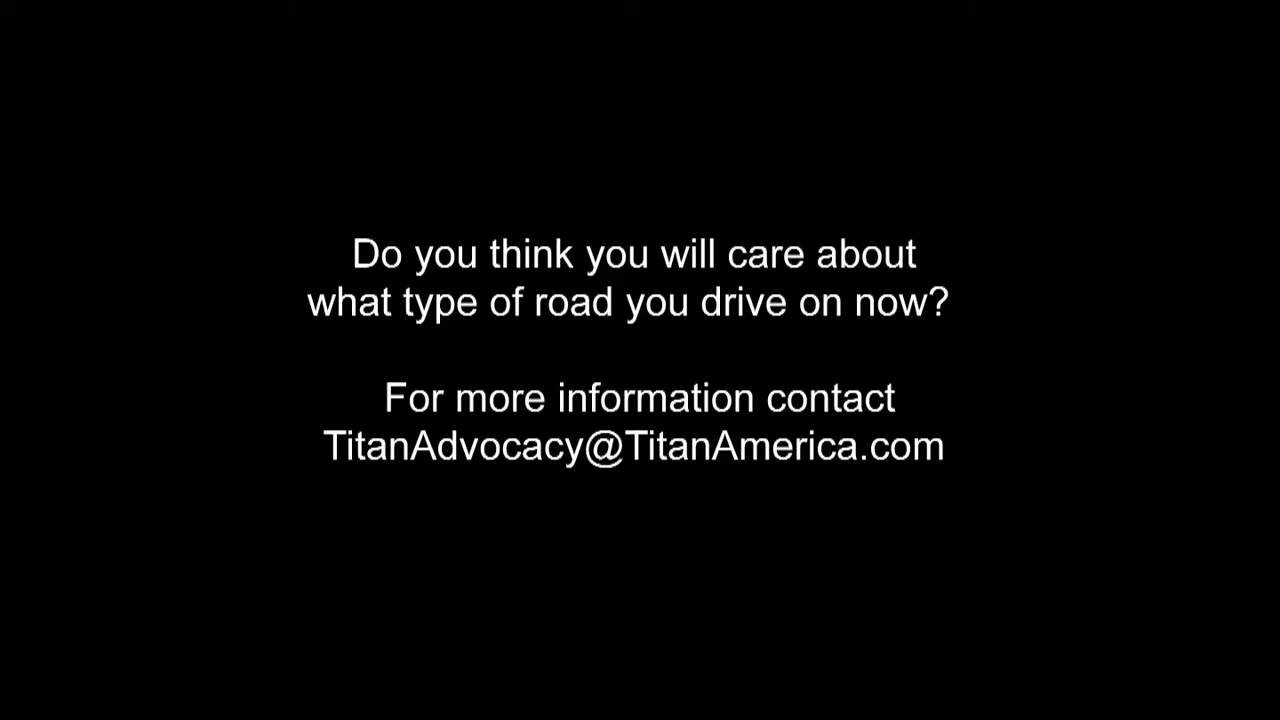 Do you think you will care about
what type of road you drive on now?
For more information contact
TitanAdvocacy@TitanAmerica.com